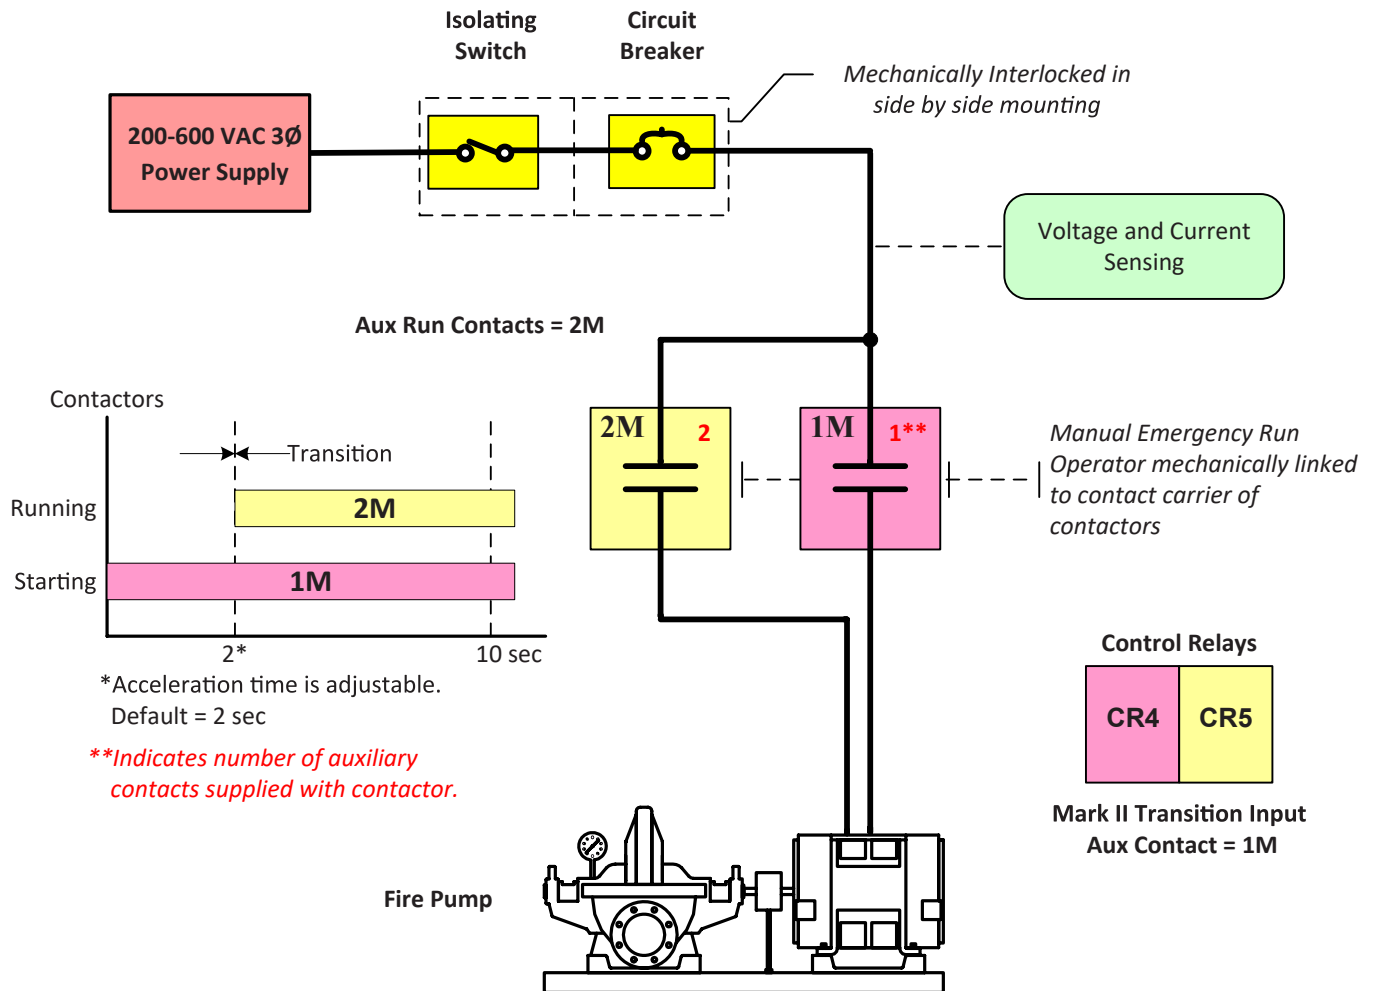 Isolating
Switch
Circuit
Breaker
Mechanically Interlocked in
side by side mounting
200-600 VAC 3Ø
Power Supply
Voltage and Current
Sensing
Aux Run Contacts = 2M
Contactors
Transition
Running
2M
Starting
1M
2*
10 sec
*Acceleration time is adjustable.
Default = 2 sec
**Indicates number of auxiliary
contacts supplied with contactor.
2M
2
1M
1**
Manual Emergency Run
Operator mechanically linked
to contact carrier of
contactors
Control Relays
CR4
CR5
Mark II Transition Input
Aux Contact = 1M
Fire Pump